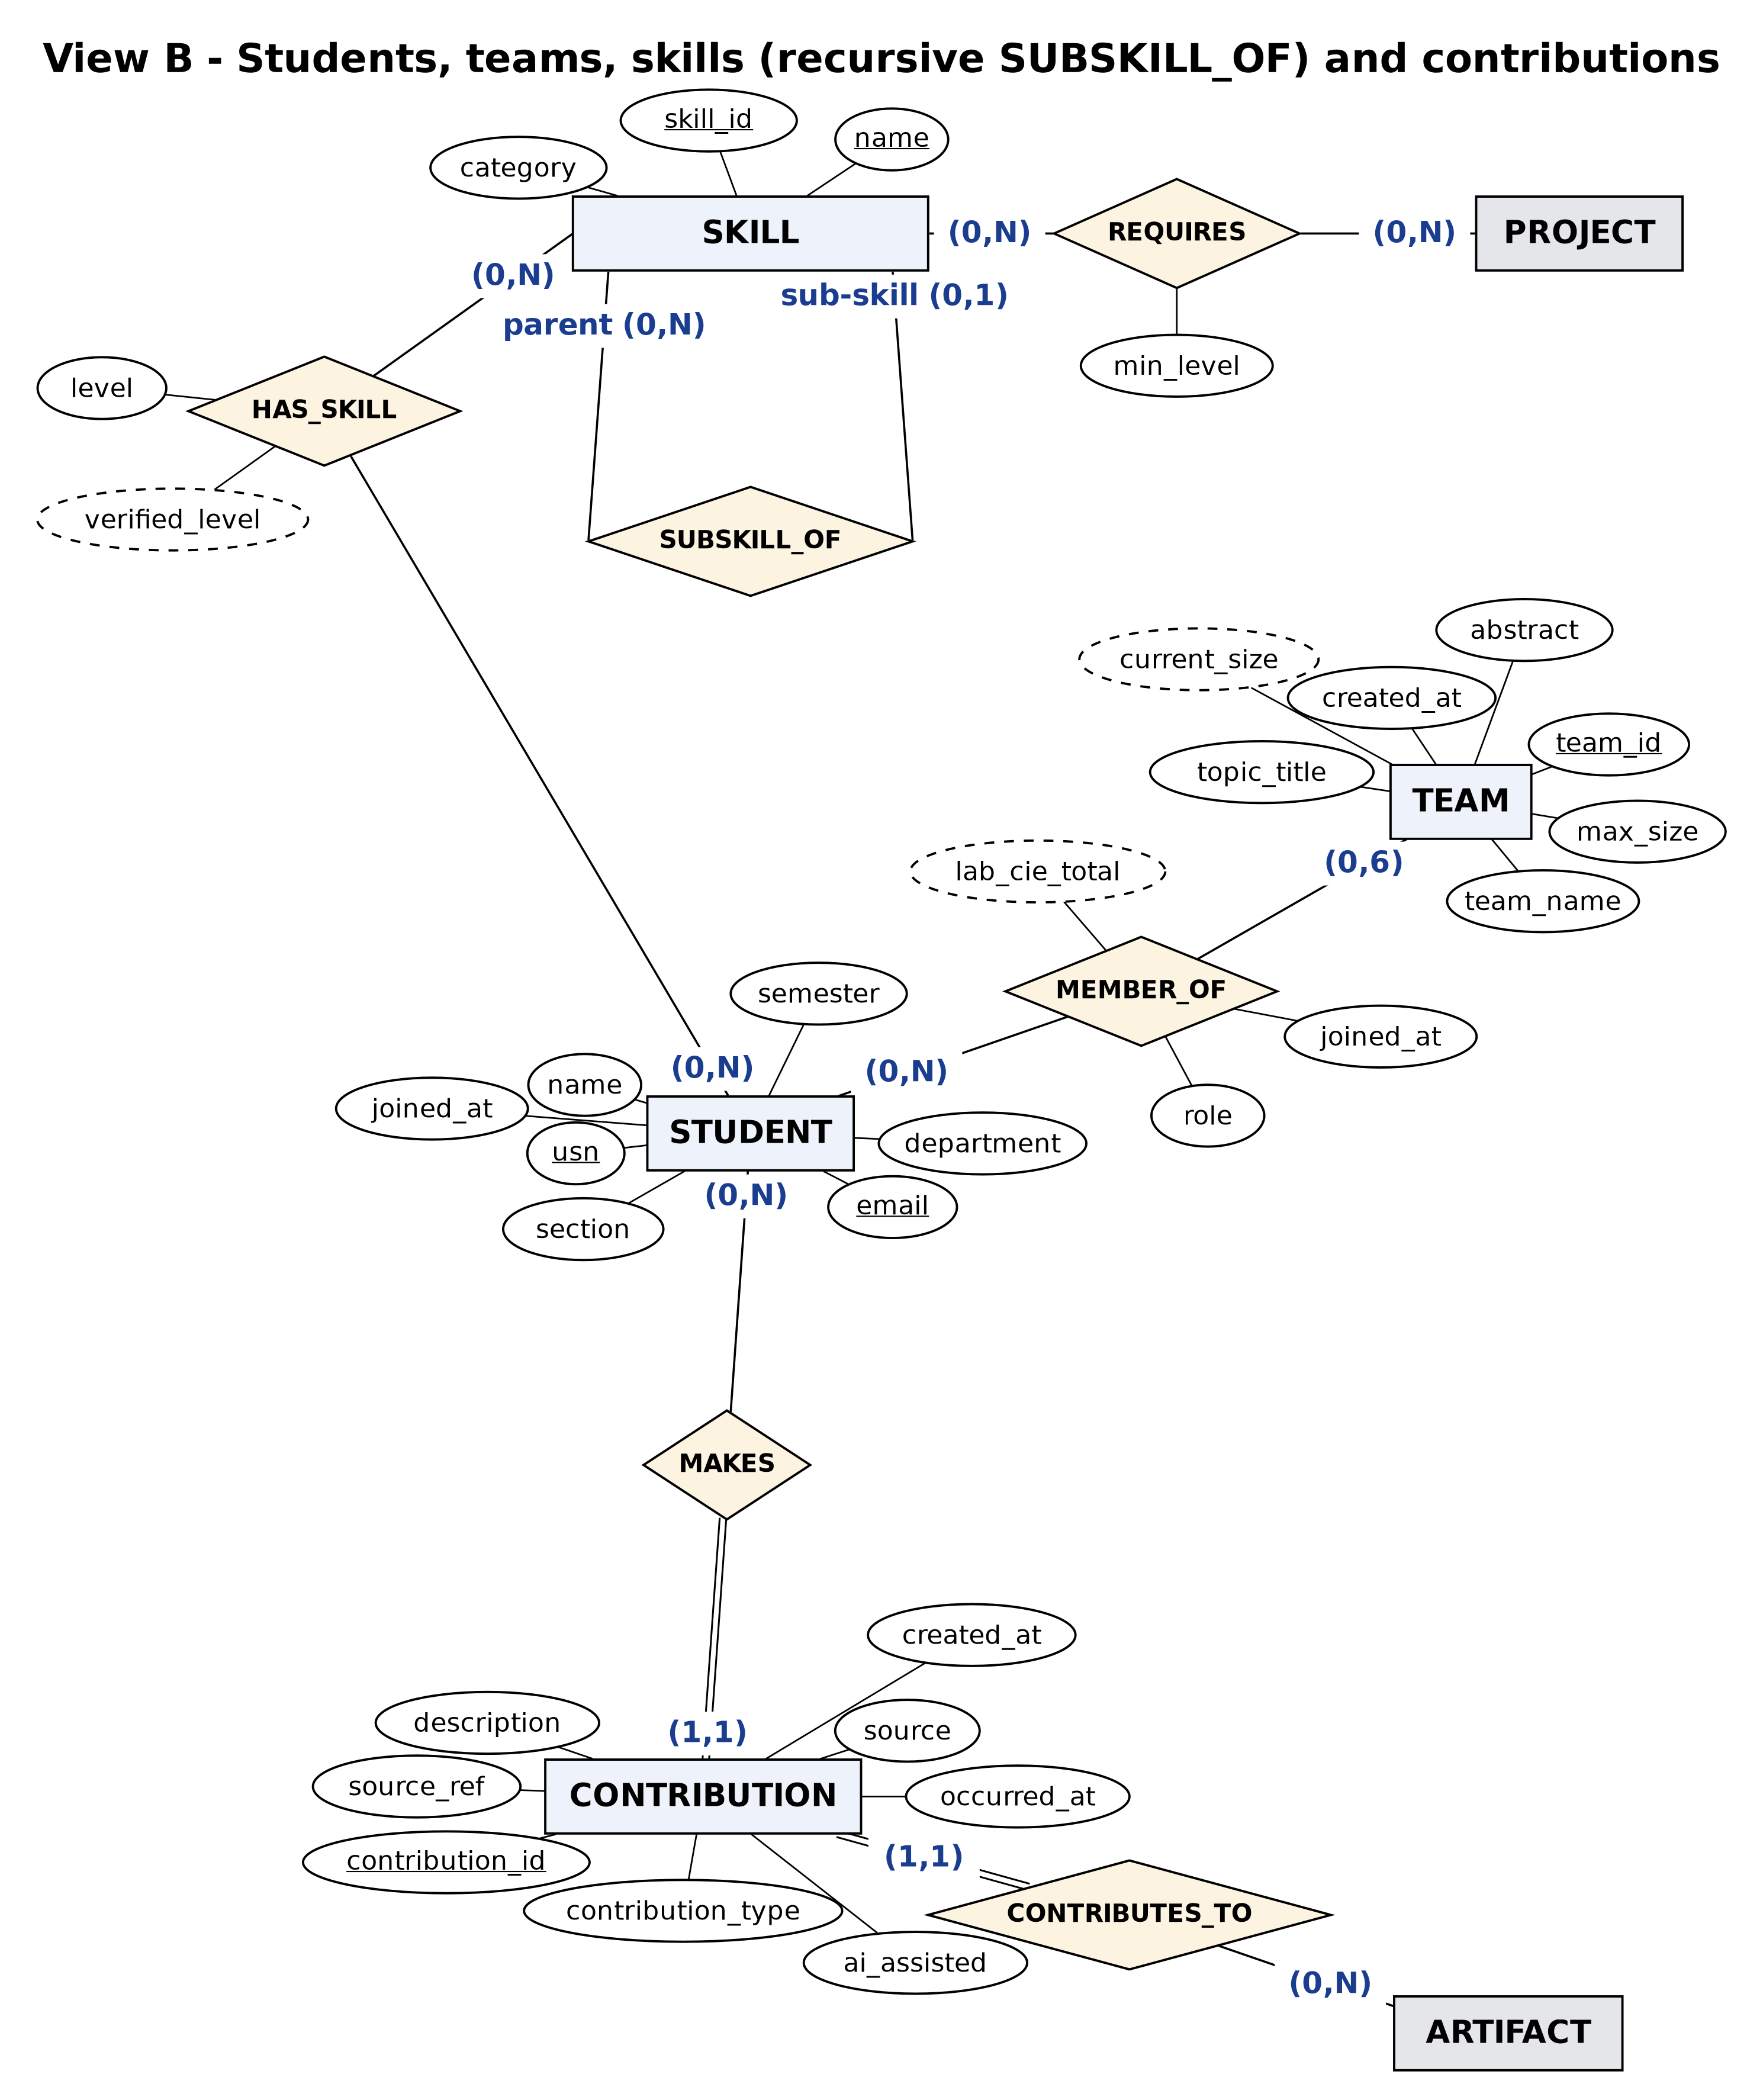 View B - Students, teams, skills (recursive SUBSKILL_OF) and contributions
skill_id
name
category
SKILL
(0,N)
REQUIRES
(0,N)
PROJECT
(0,N)
sub-skill (0,1)
parent (0,N)
min_level
level
HAS_SKILL
verified_level
SUBSKILL_OF
abstract
current_size
created_at
team_id
topic_title
TEAM
max_size
(0,6)
lab_cie_total
team_name
MEMBER_OF
semester
joined_at
(0,N)
(0,N)
name
joined_at
role
STUDENT
department
usn
(0,N)
email
section
MAKES
created_at
description
source
(1,1)
source_ref
CONTRIBUTION
occurred_at
contribution_id
(1,1)
contribution_type
CONTRIBUTES_TO
ai_assisted
(0,N)
ARTIFACT